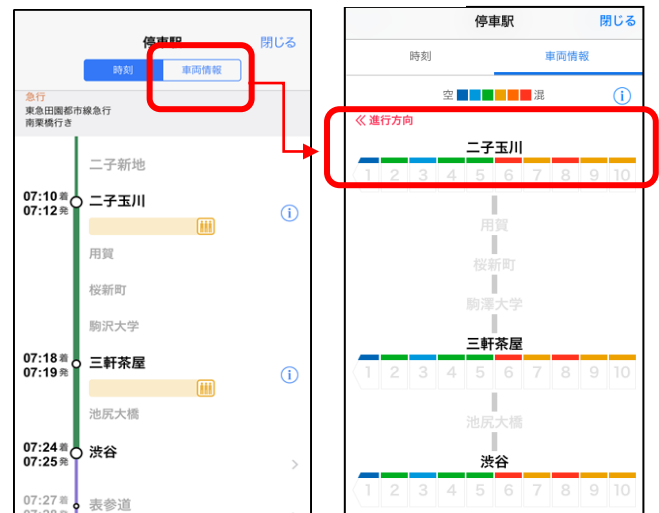 停車駅
閉じる
時刻
車両情報
急行
東急田園都市線急行
南栗橋行き
二子新地
07:10着
07:12発
二子玉川
用賀
桜新町
駒沢大学
07:18着
07:19発
三軒茶屋
池尻大橋
07:24着
07:25発
渋谷
07:27着
表参道
停車駅
閉じる
時刻
車両情報
空
混
≪進行方向
二子玉川
1 2 3 4 5 6 7 8 9 10
用賀
桜新町
駒澤大学
三軒茶屋
1 2 3 4 5 6 7 8 9 10
池尻大橋
渋谷
1 2 3 4 5 6 7 8 9 10